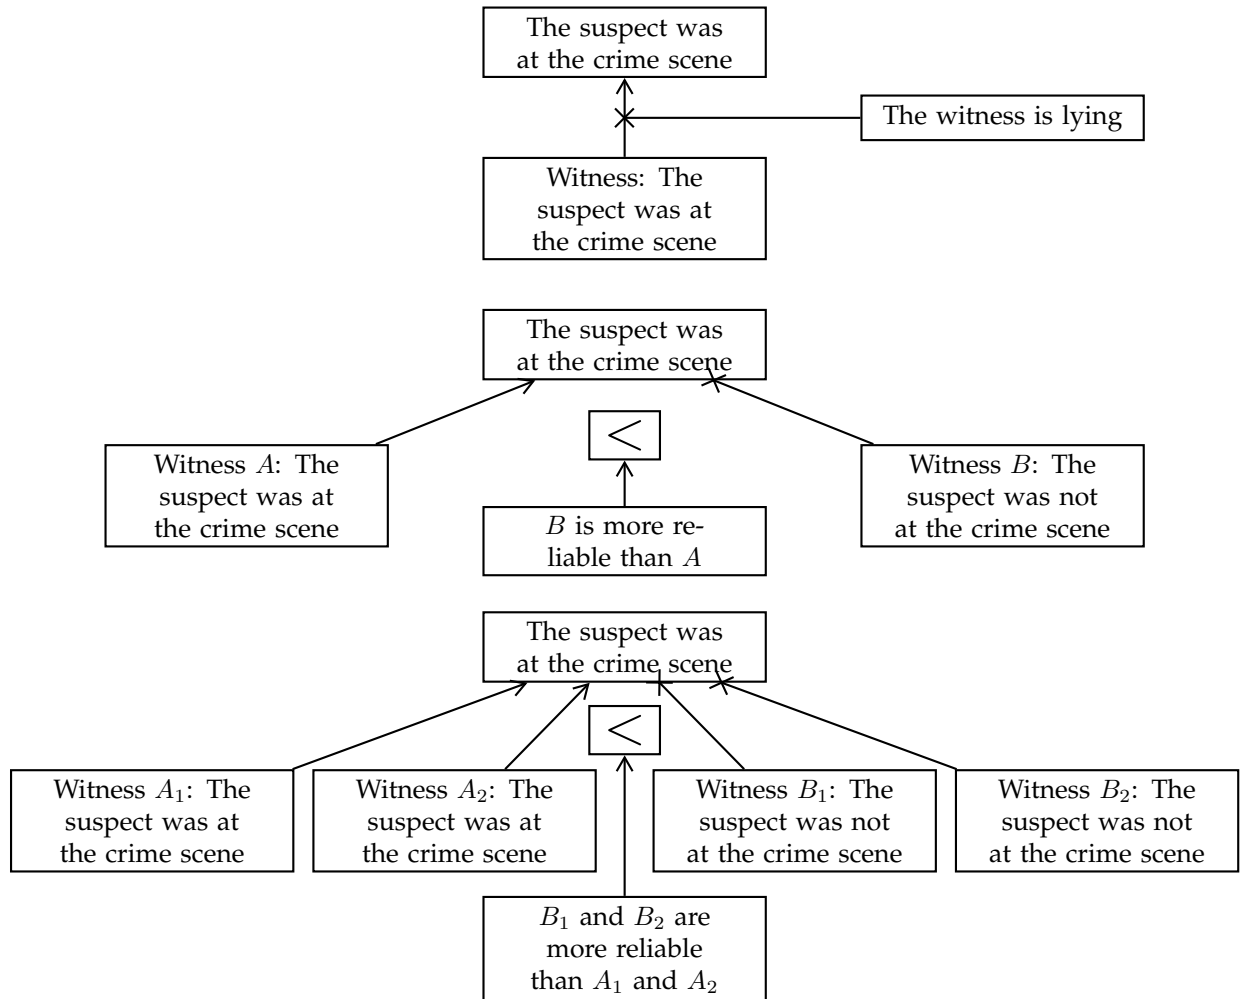 The suspect was
at the crime scene
The witness is lying
Witness: The
suspect was at
the crime scene
The suspect was
at the crime scene
<
Witness A: The
suspect was at
the crime scene
B is more re-
liable than A
Witness B: The
suspect was not
at the crime scene
The suspect was
at the crime scene
<
Witness A₁: The
suspect was at
the crime scene
Witness A₂: The
suspect was at
the crime scene
Witness B₁: The
suspect was not
at the crime scene
Witness B₂: The
suspect was not
at the crime scene
B₁ and B₂ are
more reliable
than A₁ and A₂